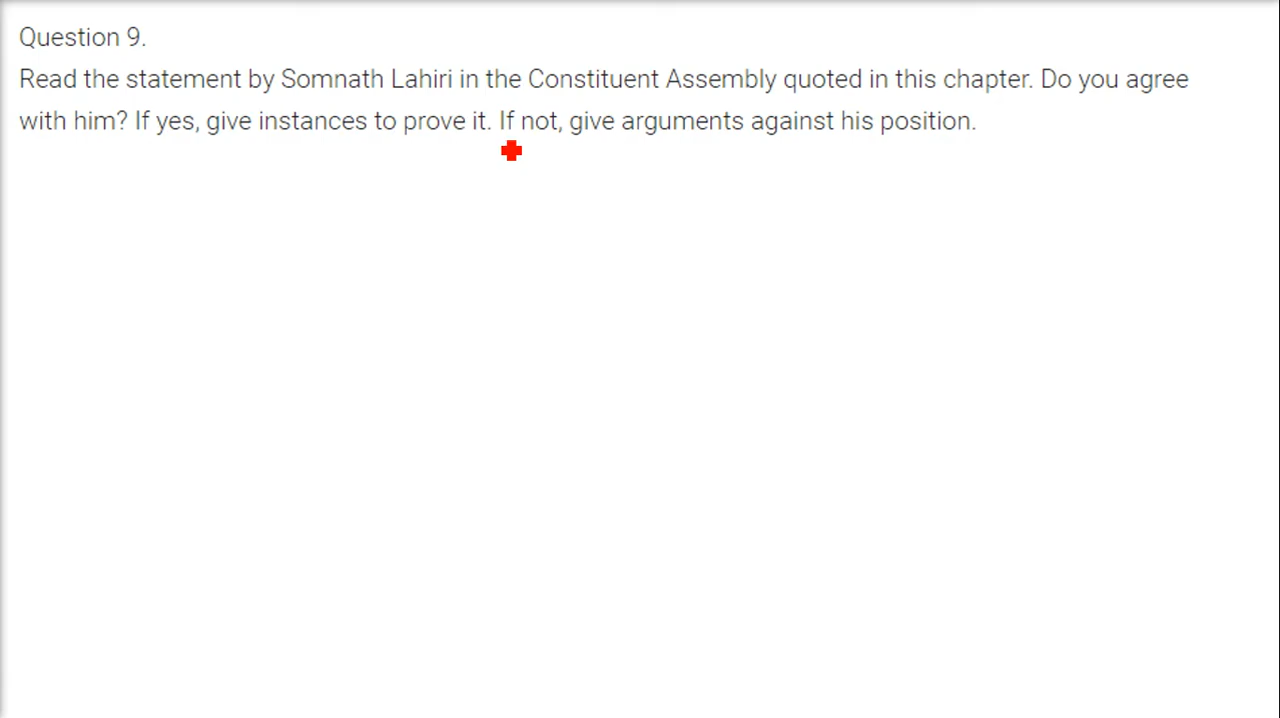 Question 9.
Read the statement by Somnath Lahiri in the Constituent Assembly quoted in this chapter. Do you agree
with him? If yes, give instances to prove it. If not, give arguments against his position.